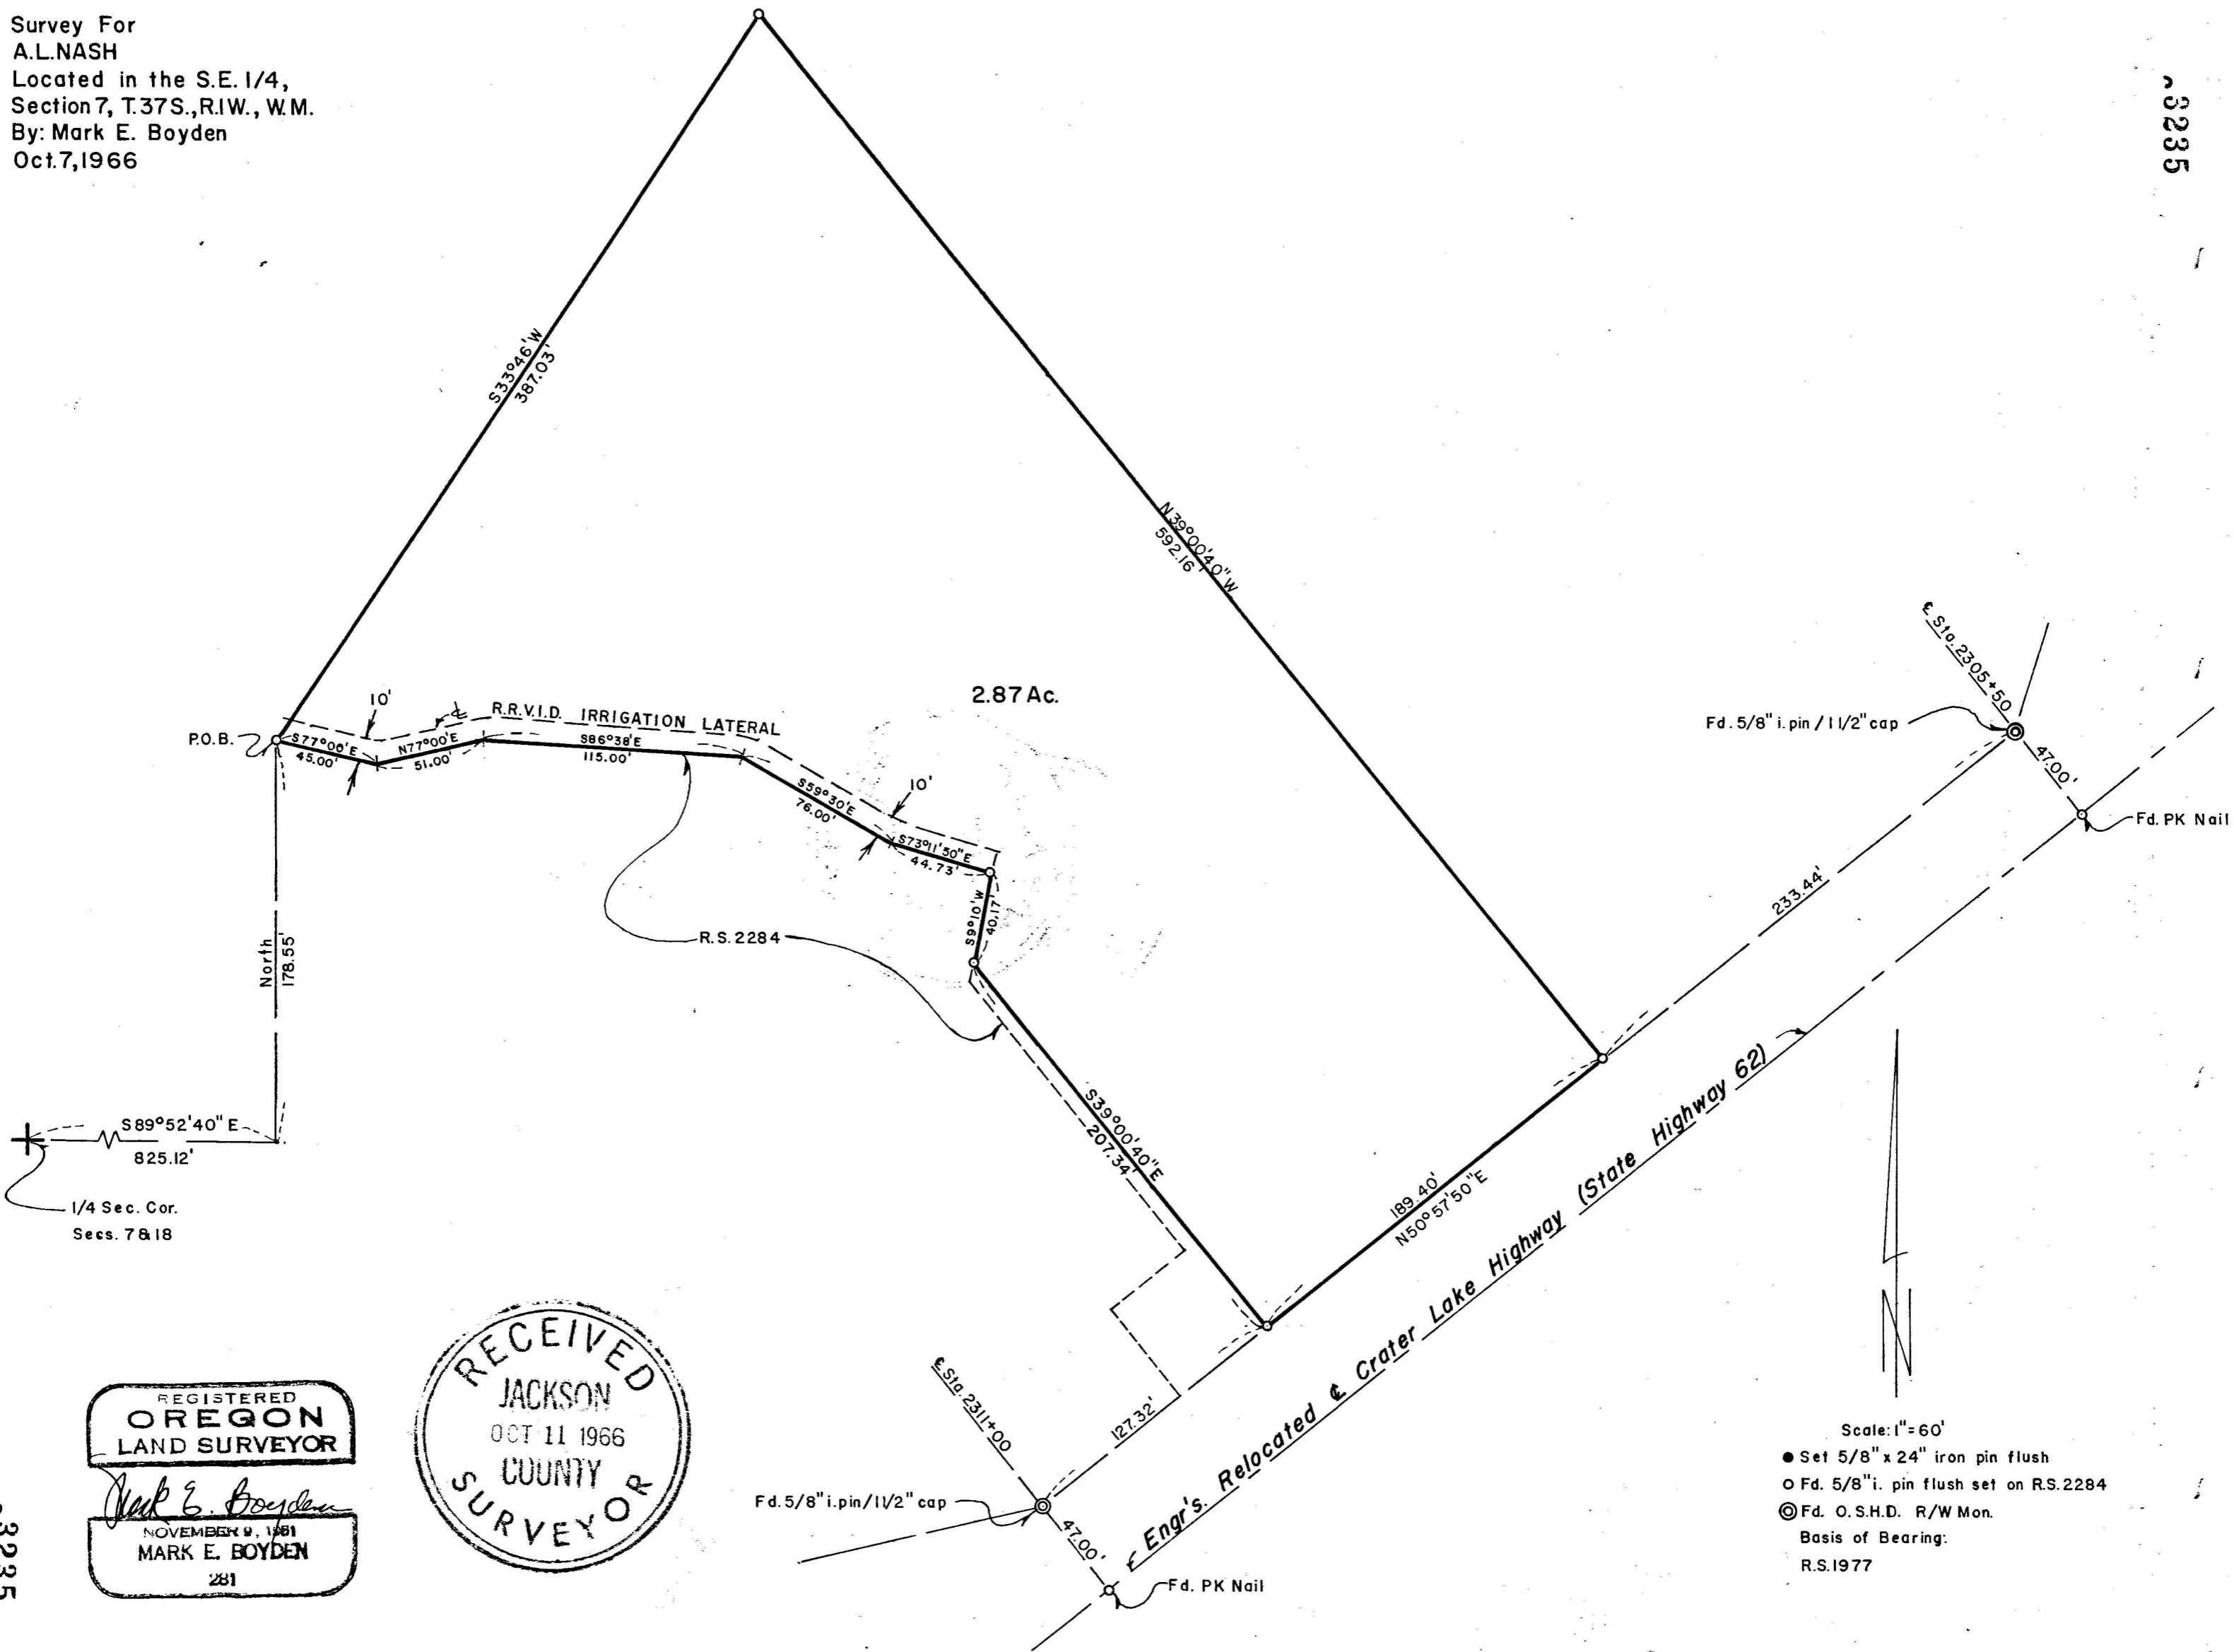 Survey For
A.L.NASH
Located in the S.E. 1/4,
Section 7, T.37S.,R.1W., W.M.
By: Mark E. Boyden
Oct.7,1966
3235
S33°46'W
387.03'
N39°00'40"W
592.16'
2.87 Ac.
P.O.B.
10'
R.R.V.I.D. IRRIGATION LATERAL
S77°00'E
45.00'
N77°00'E
51.00'
S86°38'E
115.00'
S59°30'E
76.00'
10'
S73°11'50"E
44.73'
S9°10'W
40.17'
R.S.2284
North
178.55'
S89°52'40"E
825.12'
1/4 Sec. Cor.
Secs. 7&18
S39°00'40"E
207.34'
189.40'
N50°57'50"E
℄ Sta.2305+50
Fd.5/8"i.pin/1 1/2" cap
47.00'
Fd. PK Nail
233.44'
℄ Engr's. Relocated ℄ Crater Lake Highway (State Highway 62)
127.32'
℄ Sta.2311+00
Fd.5/8"i.pin/1 1/2" cap
47.00'
Fd. PK Nail
N
Scale: 1"=60'
● Set 5/8" x 24" iron pin flush
○ Fd. 5/8"i. pin flush set on R.S.2284
◎ Fd. O.S.H.D. R/W Mon.
Basis of Bearing:
R.S.1977
REGISTERED
OREGON
LAND SURVEYOR
Mark E. Boyden
NOVEMBER 9, 1951
MARK E. BOYDEN
281
RECEIVED
JACKSON
OCT 11 1966
COUNTY
SURVEYOR
3235